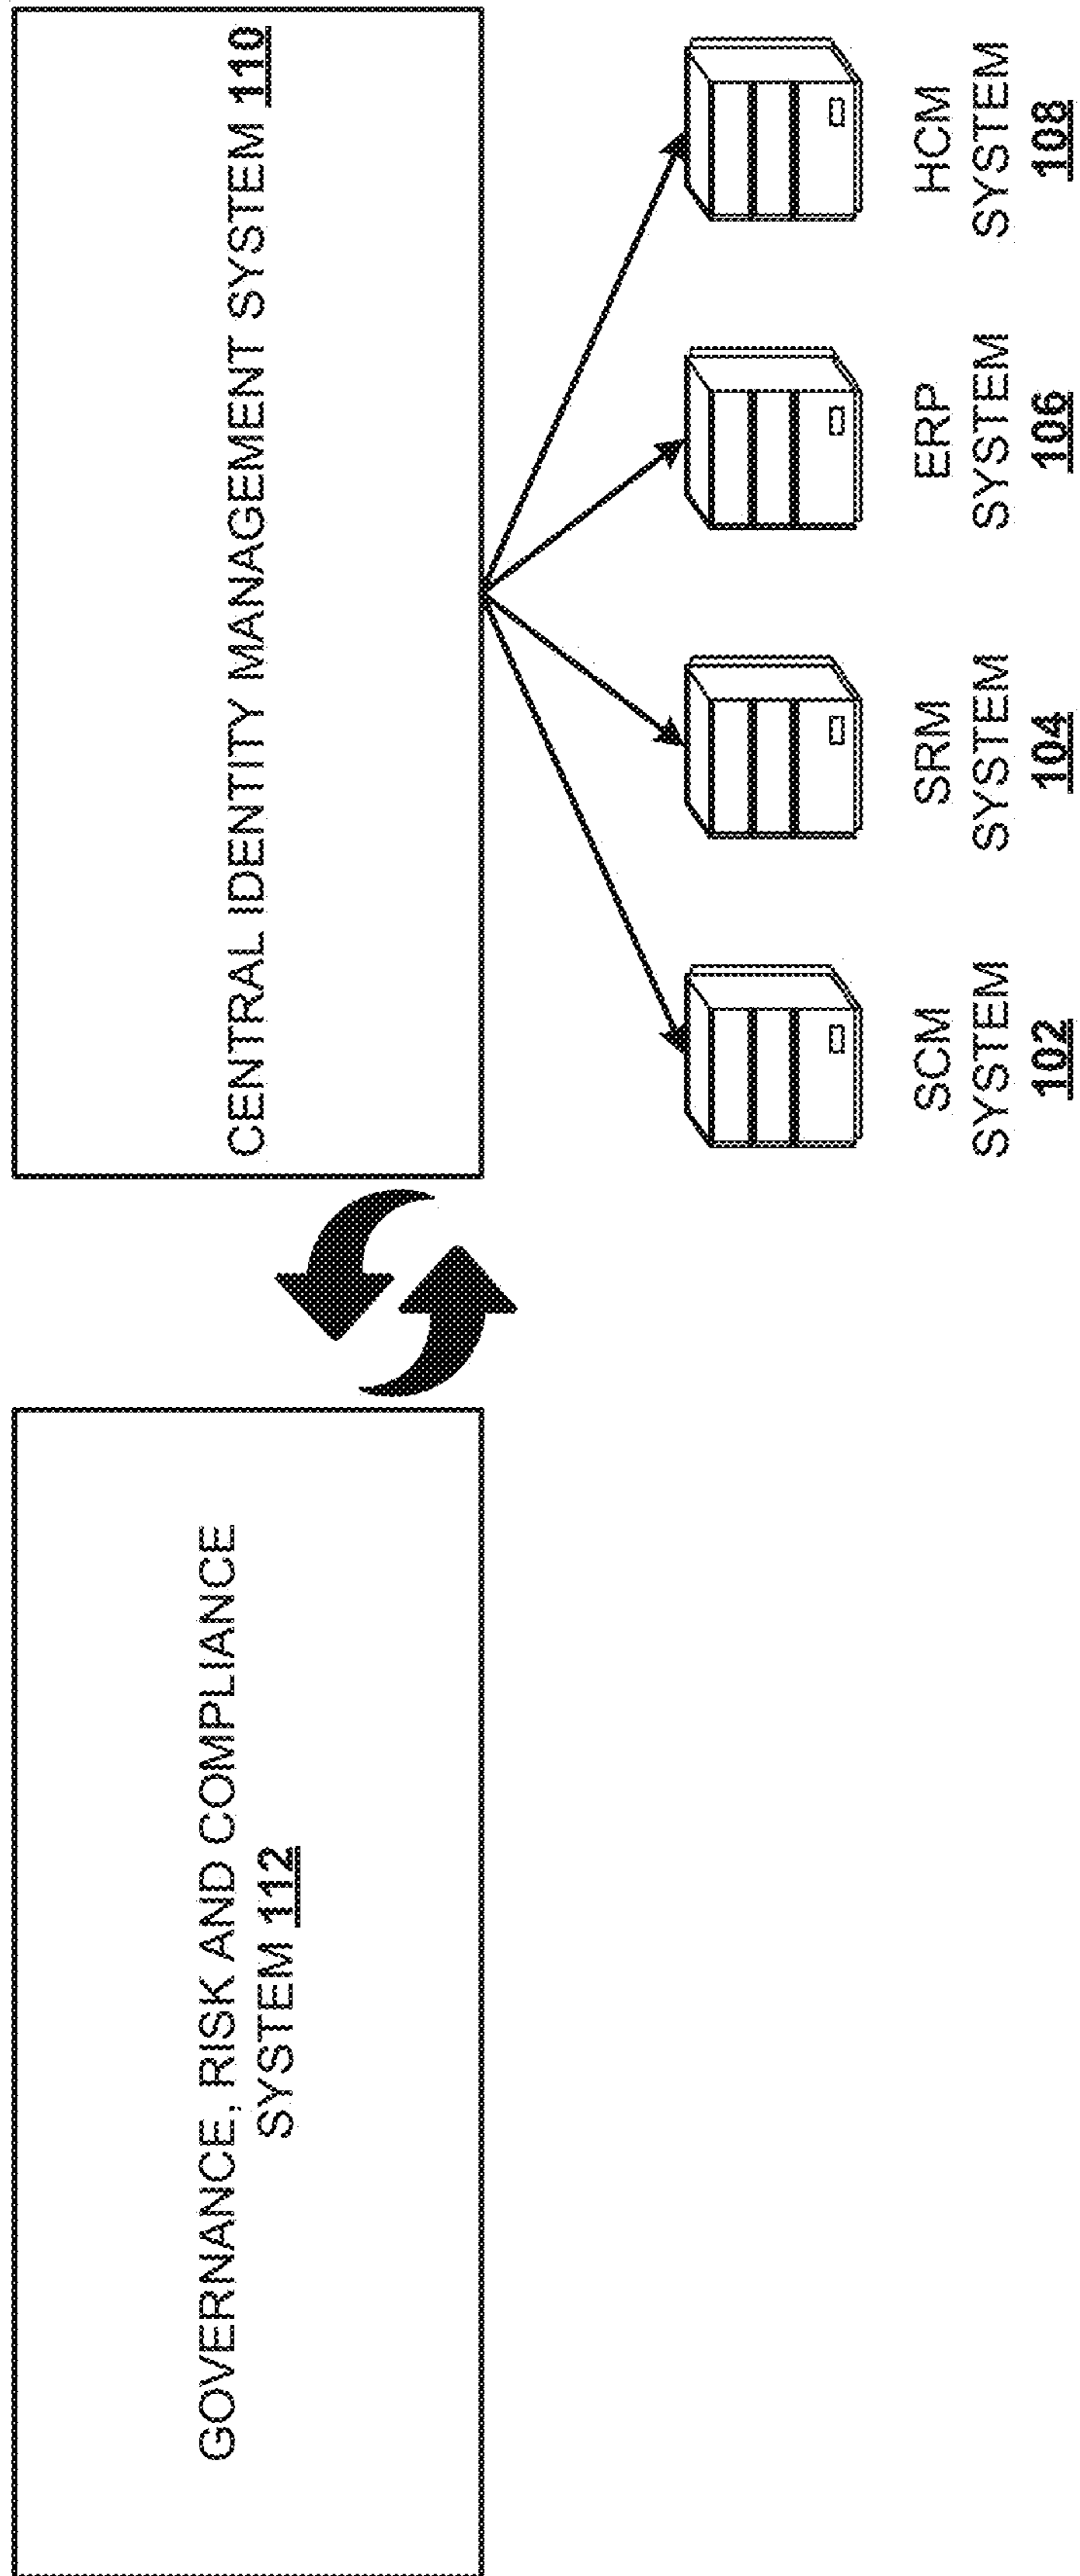 GOVERNANCE, RISK AND COMPLIANCE
SYSTEM 112
CENTRAL IDENTITY MANAGEMENT SYSTEM 110
SCM
SYSTEM
102
SRM
SYSTEM
104
ERP
SYSTEM
106
HCM
SYSTEM
108